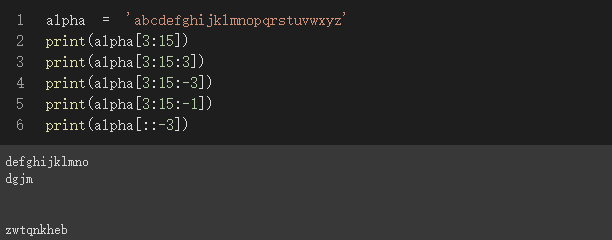 1 alpha = 'abcdefghijklmnopqrstuvwxyz'
2 print(alpha[3:15])
3 print(alpha[3:15:3])
4 print(alpha[3:15:-3])
5 print(alpha[3:15:-1])
6 print(alpha[::-3])
defghijklmno
dgjm
zwtqnkheb